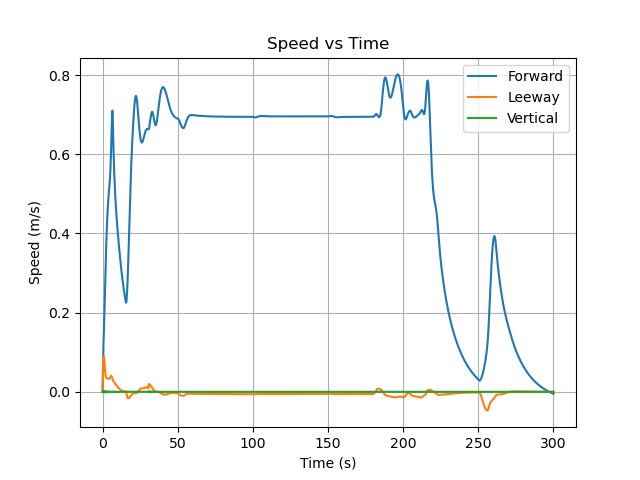 Speed vs Time
Forward
Leeway
Vertical
Speed (m/s)
0.8
0.6
0.4
0.2
0.0
0 50 100 150 200 250 300
Time (s)